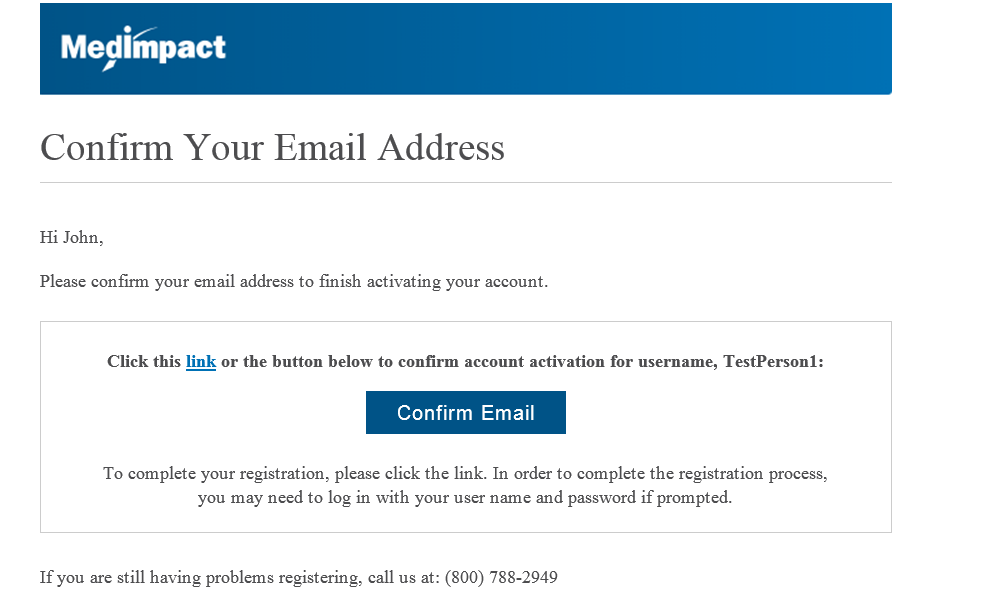 MedImpact
Confirm Your Email Address
Hi John,
Please confirm your email address to finish activating your account.
Click this link or the button below to confirm account activation for username, TestPerson1:
Confirm Email
To complete your registration, please click the link. In order to complete the registration process,
you may need to log in with your user name and password if prompted.
If you are still having problems registering, call us at: (800) 788-2949